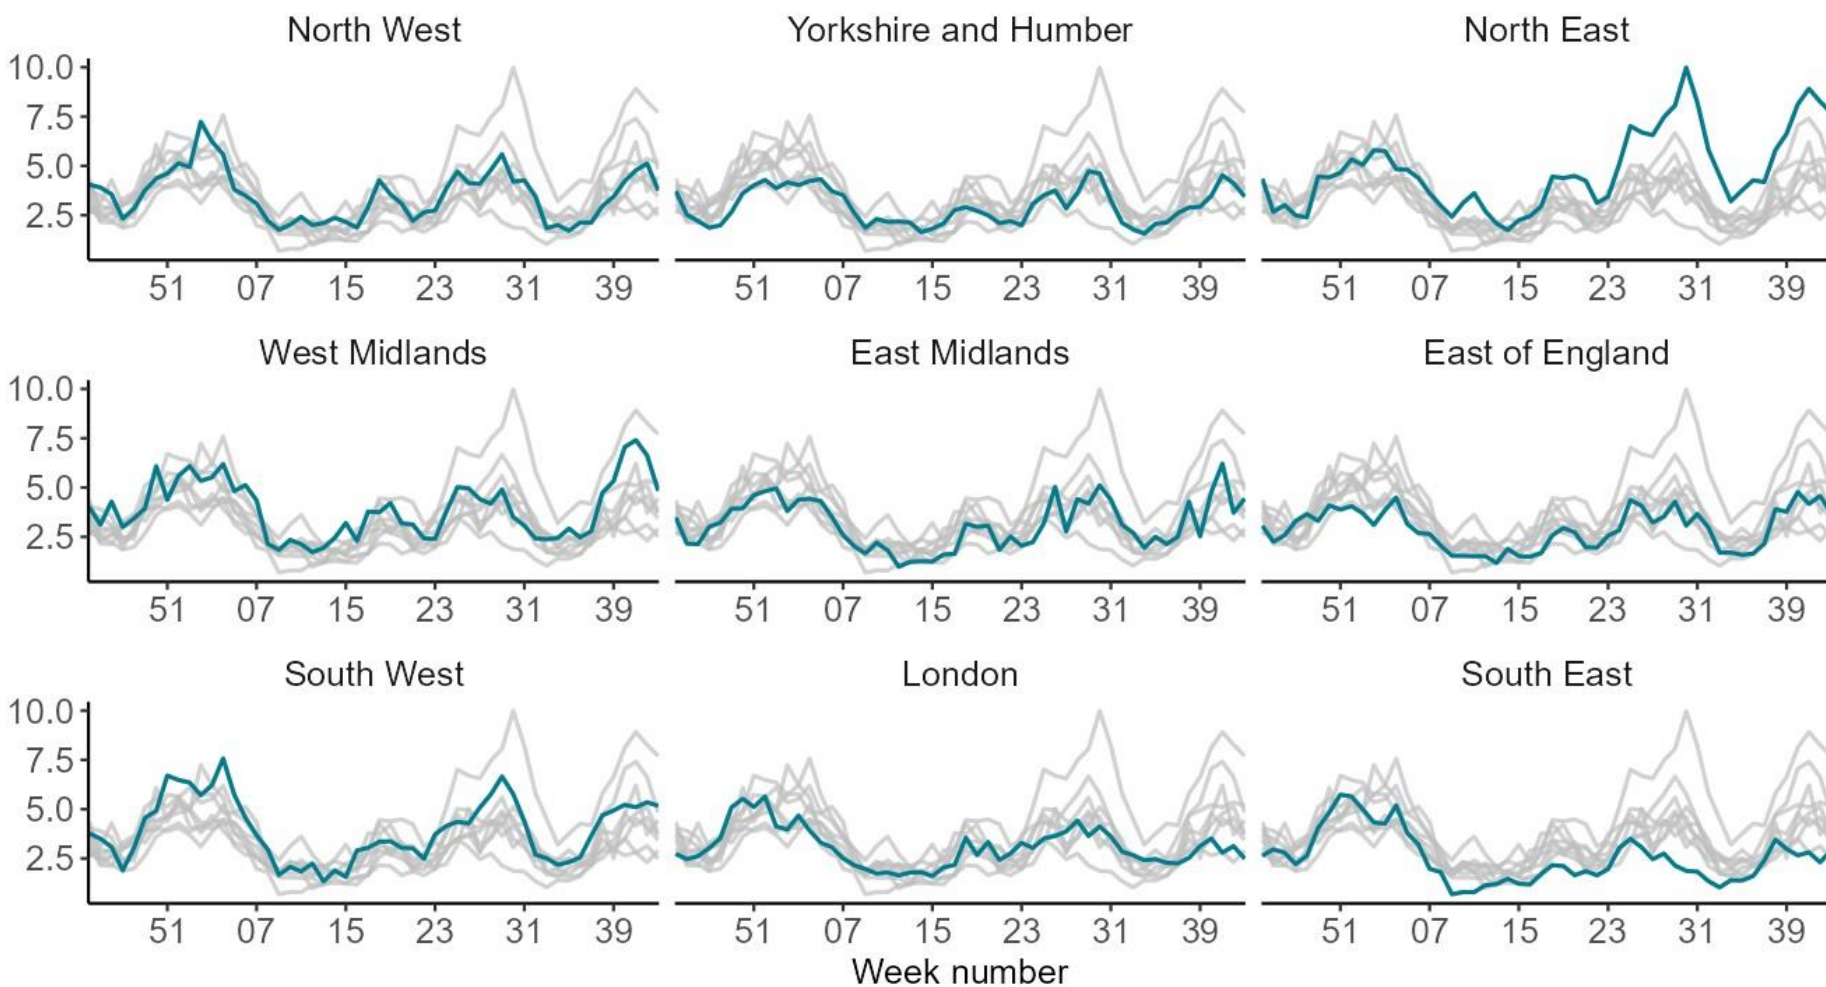 North West Yorkshire and Humber North East
10.0
7.5
5.0
2.5
51 07 15 23 31 39 51 07 15 23 31 39 51 07 15 23 31 39
West Midlands East Midlands East of England
10.0
7.5
5.0
2.5
51 07 15 23 31 39 51 07 15 23 31 39 51 07 15 23 31 39
South West London South East
10.0
7.5
5.0
2.5
51 07 15 23 31 39 51 07 15 23 31 39 51 07 15 23 31 39
Week number